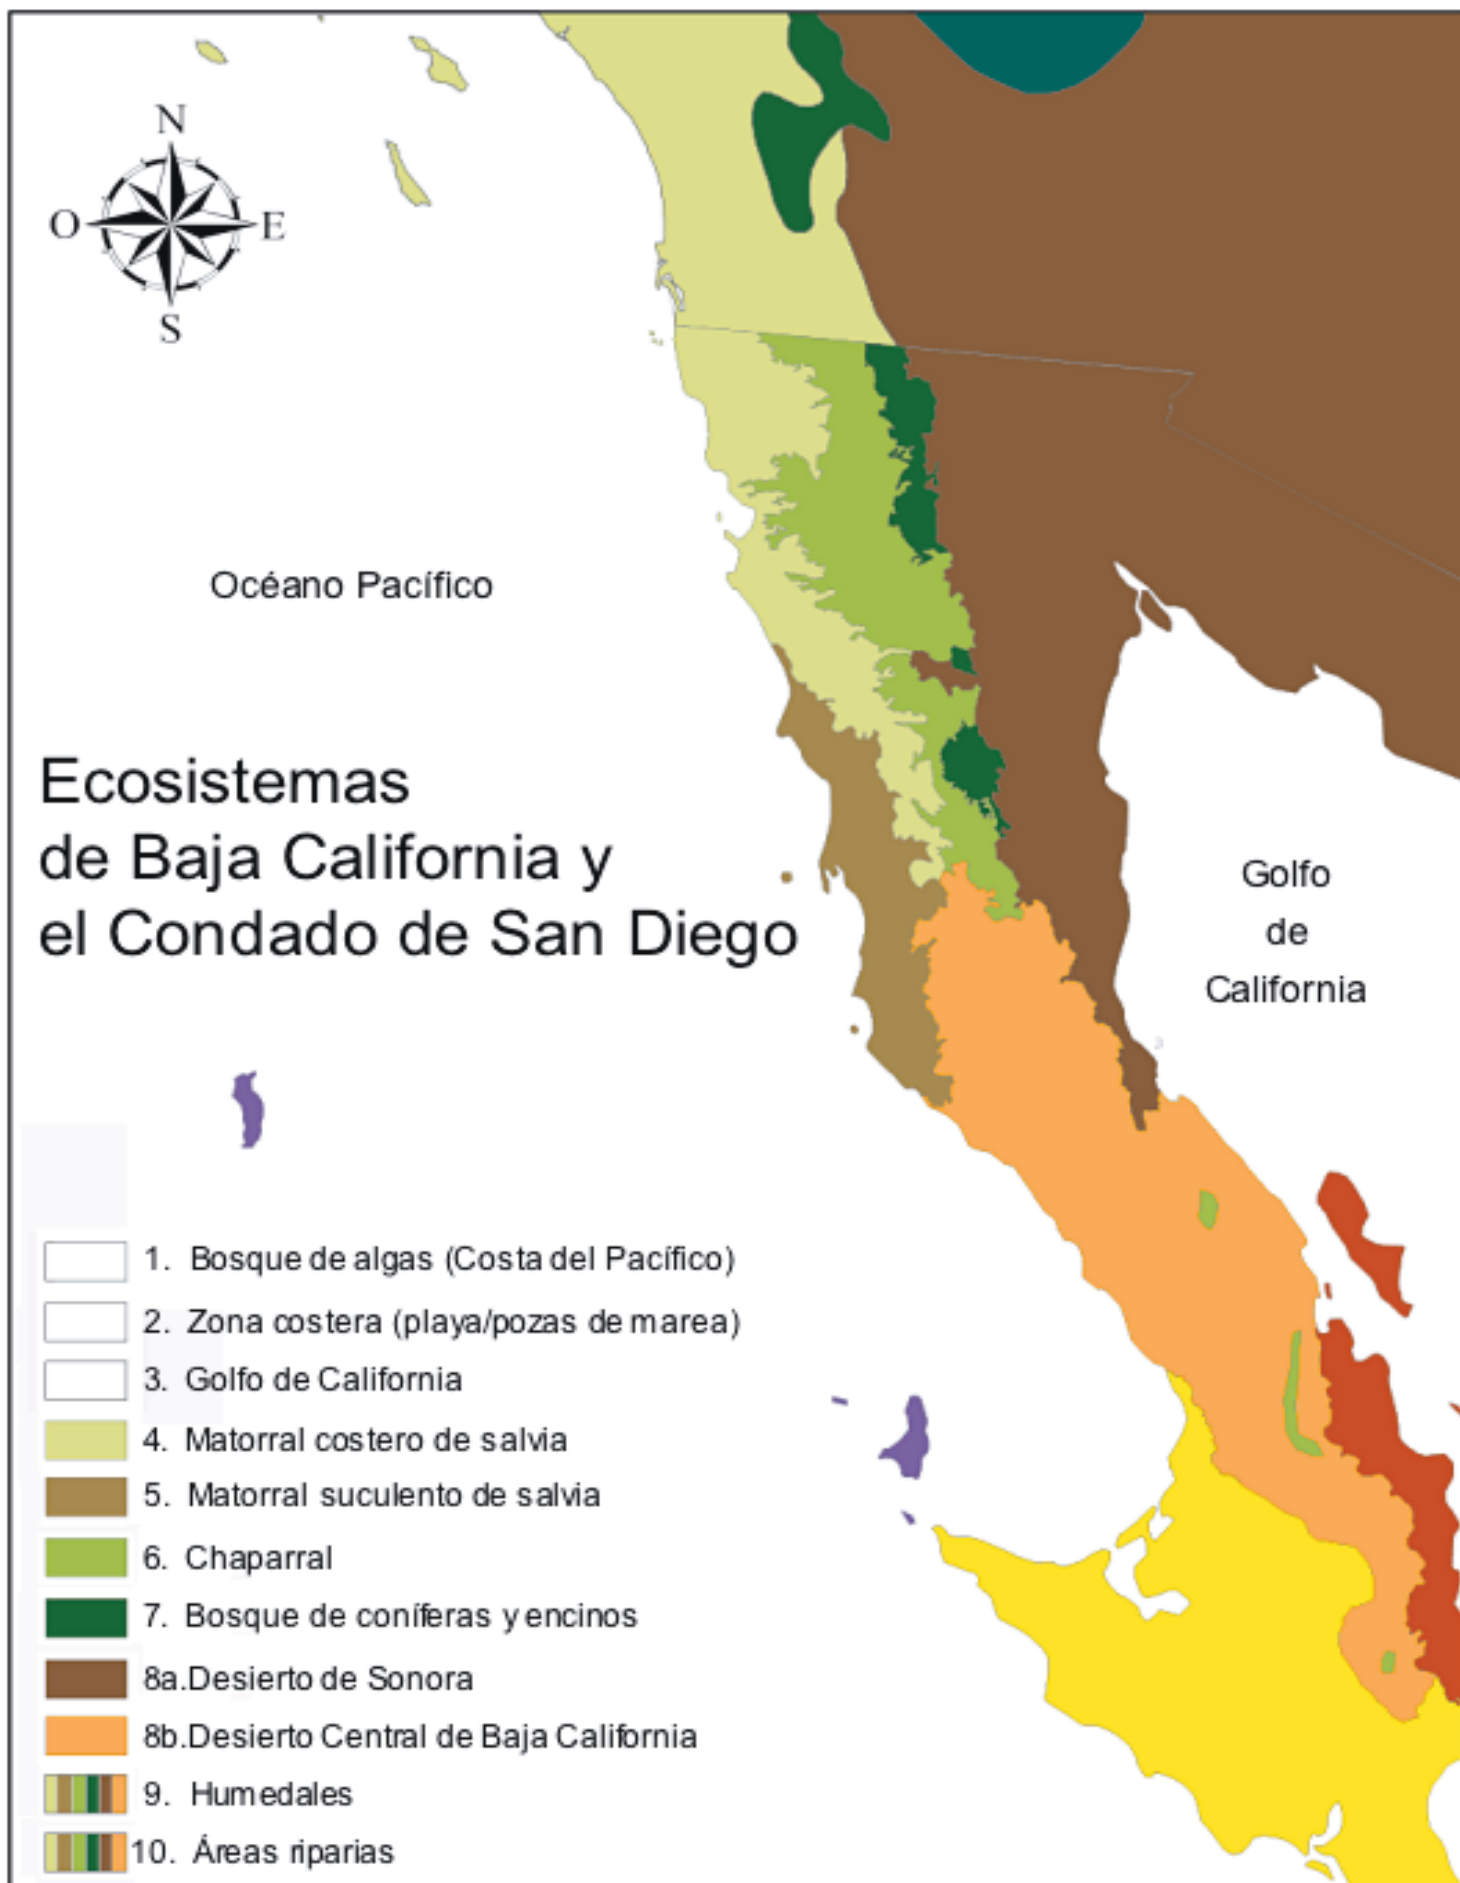 N
O
E
S
Océano Pacífico
Ecosistemas
de Baja California y
el Condado de San Diego
Golfo
de
California
1. Bosque de algas (Costa del Pacífico)
2. Zona costera (playa/pozas de marea)
3. Golfo de California
4. Matorral costero de salvia
5. Matorral suculento de salvia
6. Chaparral
7. Bosque de coníferas y encinos
8a.Desierto de Sonora
8b.Desierto Central de Baja California
9. Humedales
10. Áreas riparias